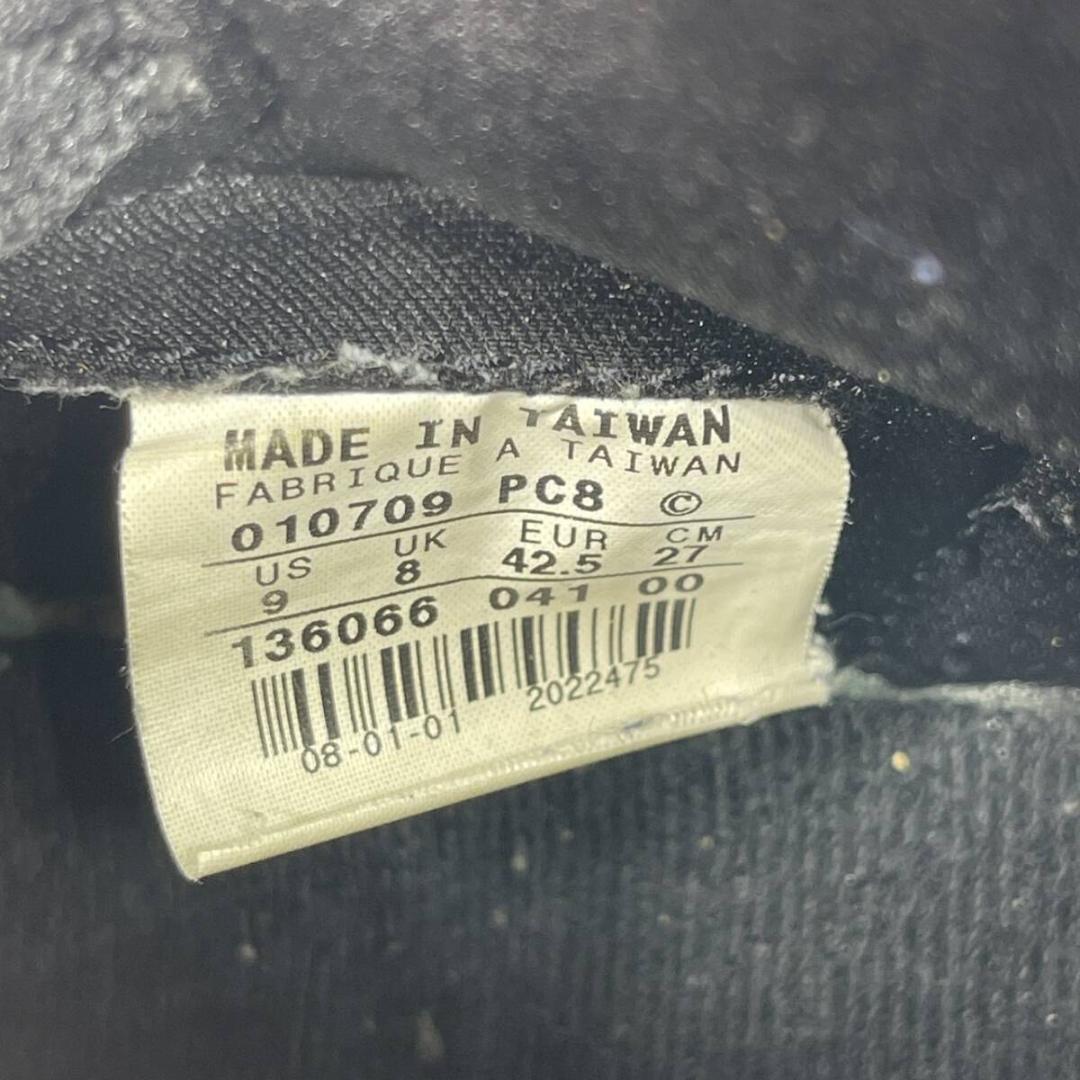 MADE IN TAIWAN
FABRIQUE A TAIWAN
010709 PC8 ©
US UK EUR CM
9 8 42.5 27
136066 041 00
08-01-01 2022475